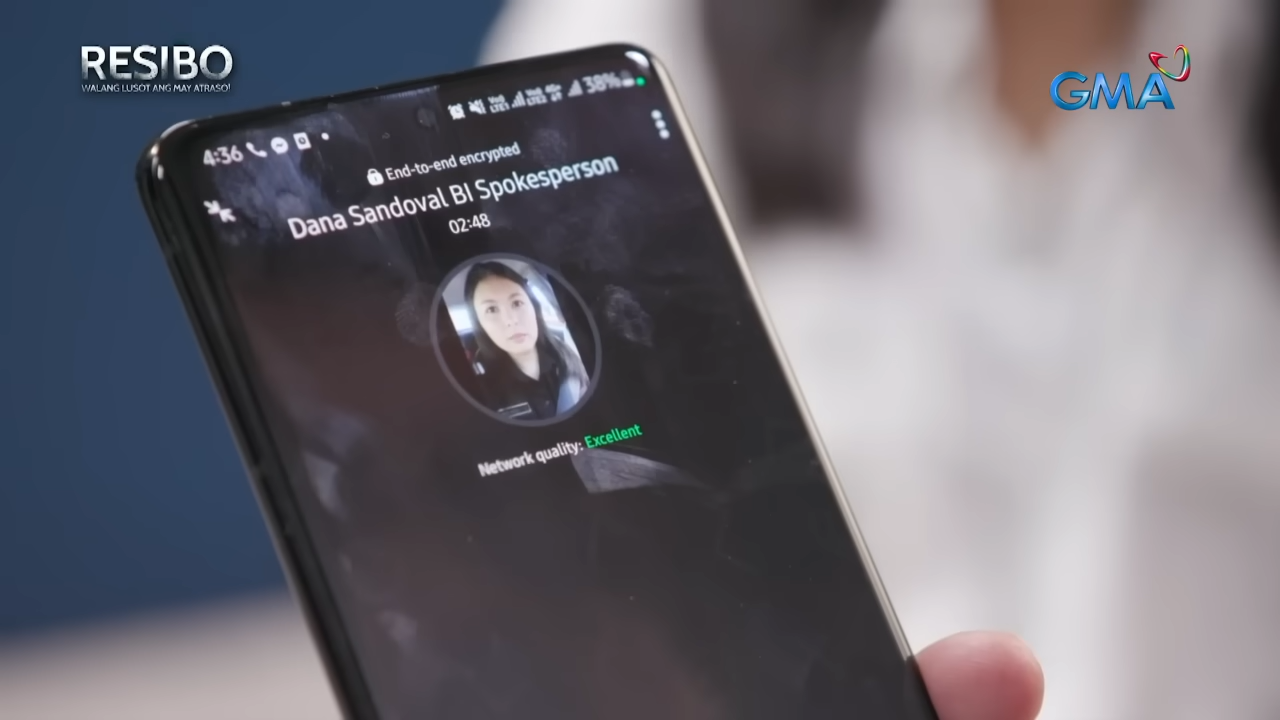 RESIBO
WALANG LUSOT ANG MAY ATRASO!
GMA
4:36
38%
End-to-end encrypted
Dana Sandoval BI Spokesperson
02:48
Network quality: Excellent